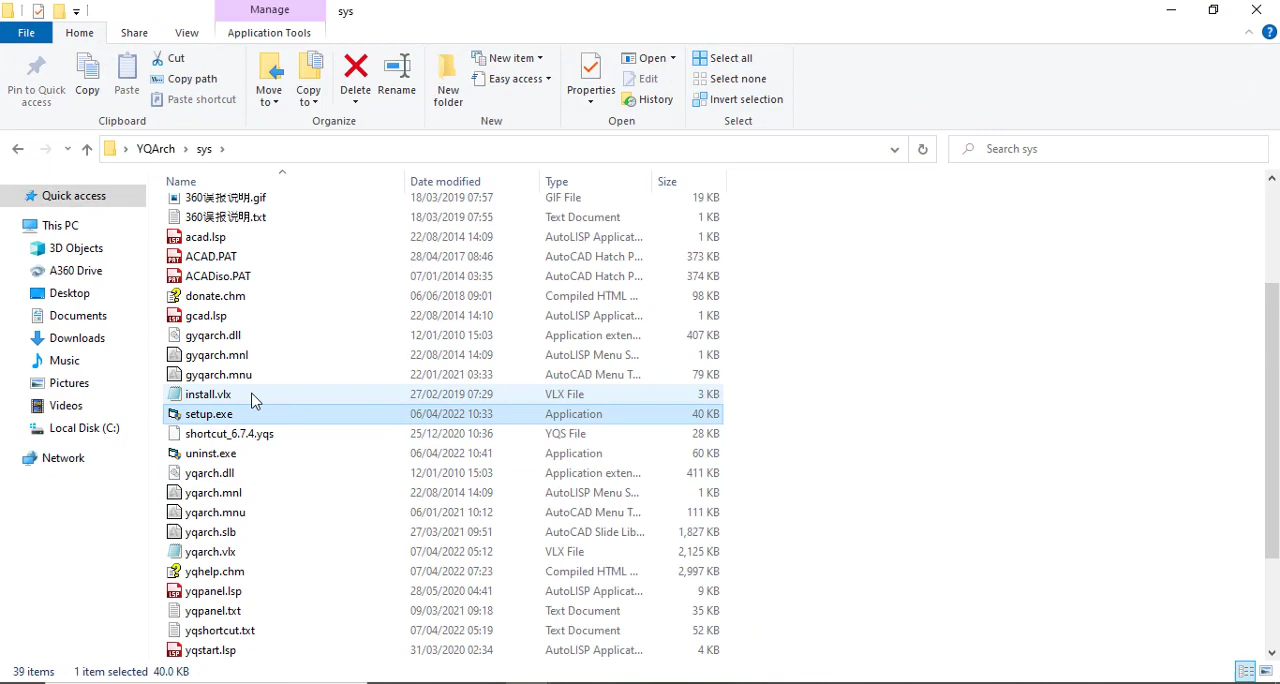 Manage
sys
File
Home
Share
View
Application Tools
Pin to Quick access
Copy
Paste
Cut
Copy path
Paste shortcut
Clipboard
Move to
Copy to
Delete
Rename
Organize
New folder
New item
Easy access
New
Properties
Open
Edit
History
Open
Select all
Select none
Invert selection
Select
YQArch › sys ›
Search sys
Quick access
This PC
3D Objects
A360 Drive
Desktop
Documents
Downloads
Music
Pictures
Videos
Local Disk (C:)
Network
Name Date modified Type Size
360误报说明.gif 18/03/2019 07:57 GIF File 19 KB
360误报说明.txt 18/03/2019 07:55 Text Document 1 KB
acad.lsp 22/08/2014 14:09 AutoLISP Applicat... 1 KB
ACAD.PAT 28/04/2017 08:46 AutoCAD Hatch P... 373 KB
ACADiso.PAT 07/01/2014 03:35 AutoCAD Hatch P... 374 KB
donate.chm 06/06/2018 09:01 Compiled HTML ... 98 KB
gcad.lsp 22/08/2014 14:10 AutoLISP Applicat... 1 KB
gyqarch.dll 12/01/2010 15:03 Application exten... 407 KB
gyqarch.mnl 22/08/2014 14:09 AutoLISP Menu S... 1 KB
gyqarch.mnu 22/01/2021 03:33 AutoCAD Menu T... 79 KB
install.vlx 27/02/2019 07:29 VLX File 3 KB
setup.exe 06/04/2022 10:33 Application 40 KB
shortcut_6.7.4.yqs 25/12/2020 10:36 YQS File 28 KB
uninst.exe 06/04/2022 10:41 Application 60 KB
yqarch.dll 12/01/2010 15:03 Application exten... 411 KB
yqarch.mnl 22/08/2014 14:09 AutoLISP Menu S... 1 KB
yqarch.mnu 06/01/2021 10:12 AutoCAD Menu T... 111 KB
yqarch.slb 27/03/2021 09:51 AutoCAD Slide Lib... 1,827 KB
yqarch.vlx 07/04/2022 05:12 VLX File 2,125 KB
yqhelp.chm 07/04/2022 07:23 Compiled HTML ... 2,997 KB
yqpanel.lsp 28/05/2020 04:41 AutoLISP Applicat... 9 KB
yqpanel.txt 09/03/2021 09:18 Text Document 35 KB
yqshortcut.txt 07/04/2022 05:19 Text Document 52 KB
yqstart.lsp 31/03/2020 02:34 AutoLISP Applicat... 4 KB
39 items 1 item selected 40.0 KB